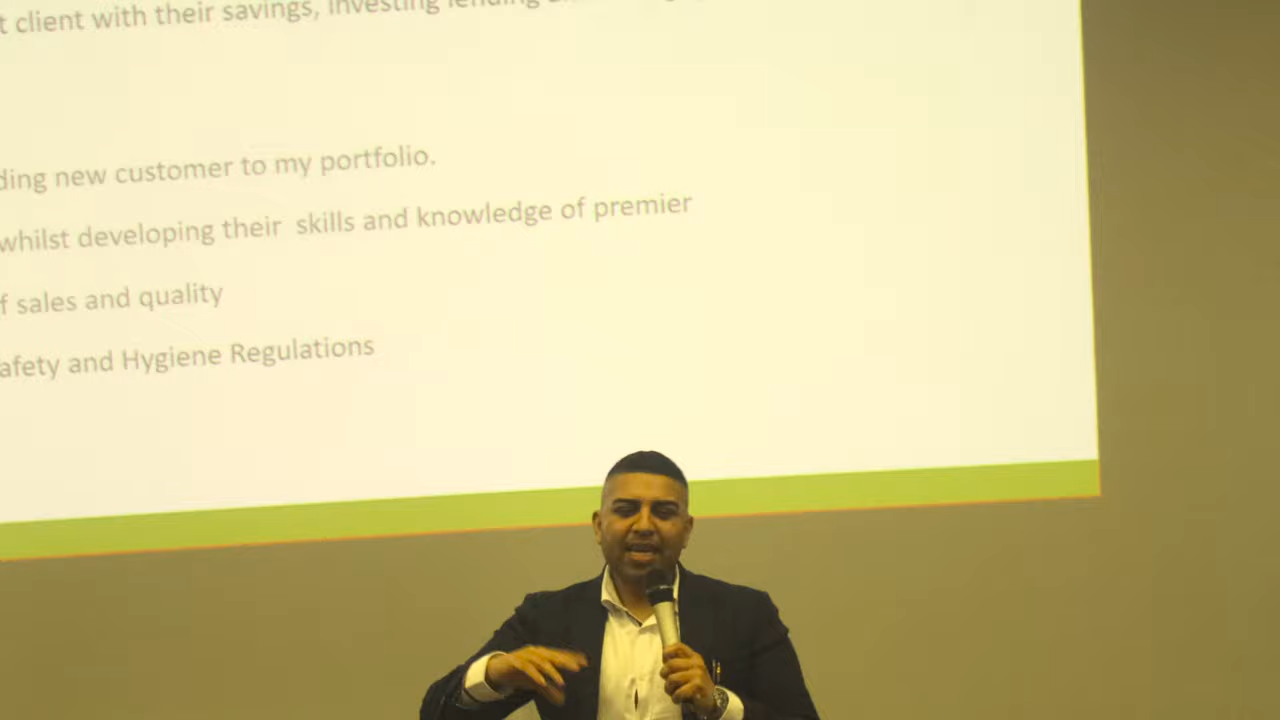 t client with their savings, investing lending
ding new customer to my portfolio.
whilst developing their skills and knowledge of premier
f sales and quality
afety and Hygiene Regulations